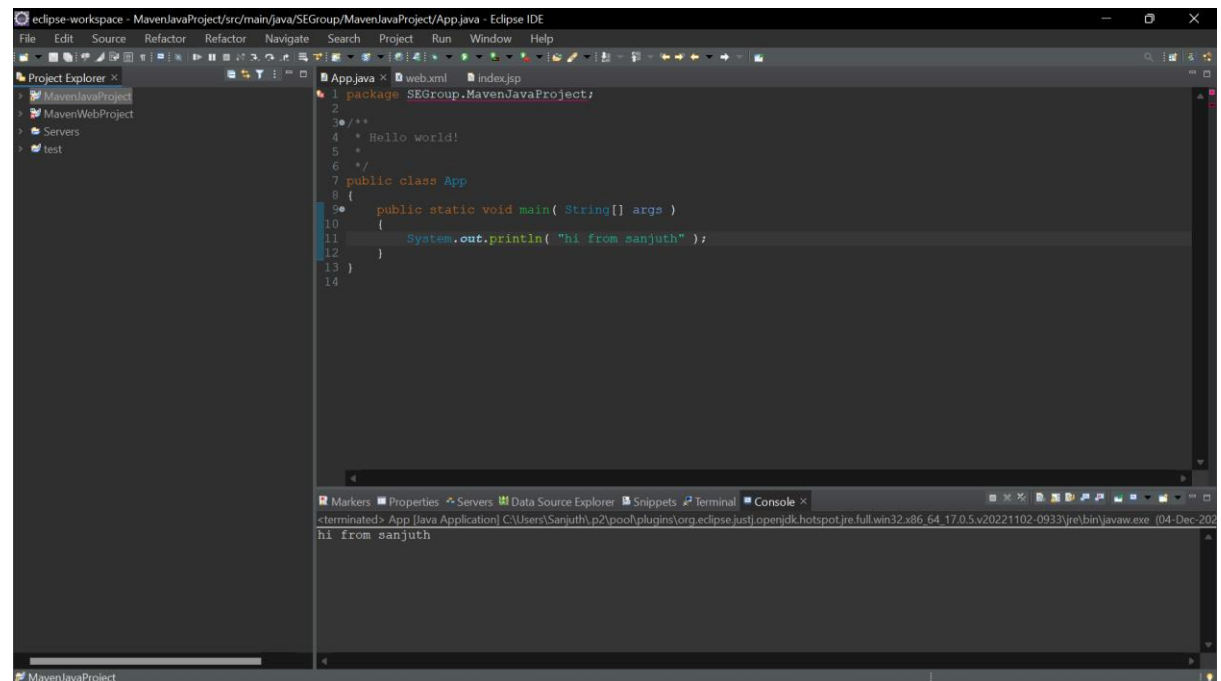 eclipse-workspace - MavenJavaProject/src/main/java/SEGroup/MavenJavaProject/App.java - Eclipse IDE
File Edit Source Refactor Refactor Navigate Search Project Run Window Help
Project Explorer ×
MavenJavaProject
MavenWebProject
Servers
test
App.java × web.xml index.jsp
1 package SEGroup.MavenJavaProject;
2
3 /**
4 * Hello world!
5 *
6 */
7 public class App
8 {
9 public static void main( String[] args )
10 {
11 System.out.println( "hi from sanjuth" );
12 }
13 }
14
Markers Properties Servers Data Source Explorer Snippets Terminal Console ×
<terminated> App [Java Application] C:\Users\Sanjuth\.p2\pool\plugins\org.eclipse.justj.openjdk.hotspot.jre.full.win32.x86_64_17.0.5.v20221102-0933\jre\bin\javaw.exe (04-Dec-202
hi from sanjuth
MavenJavaProject